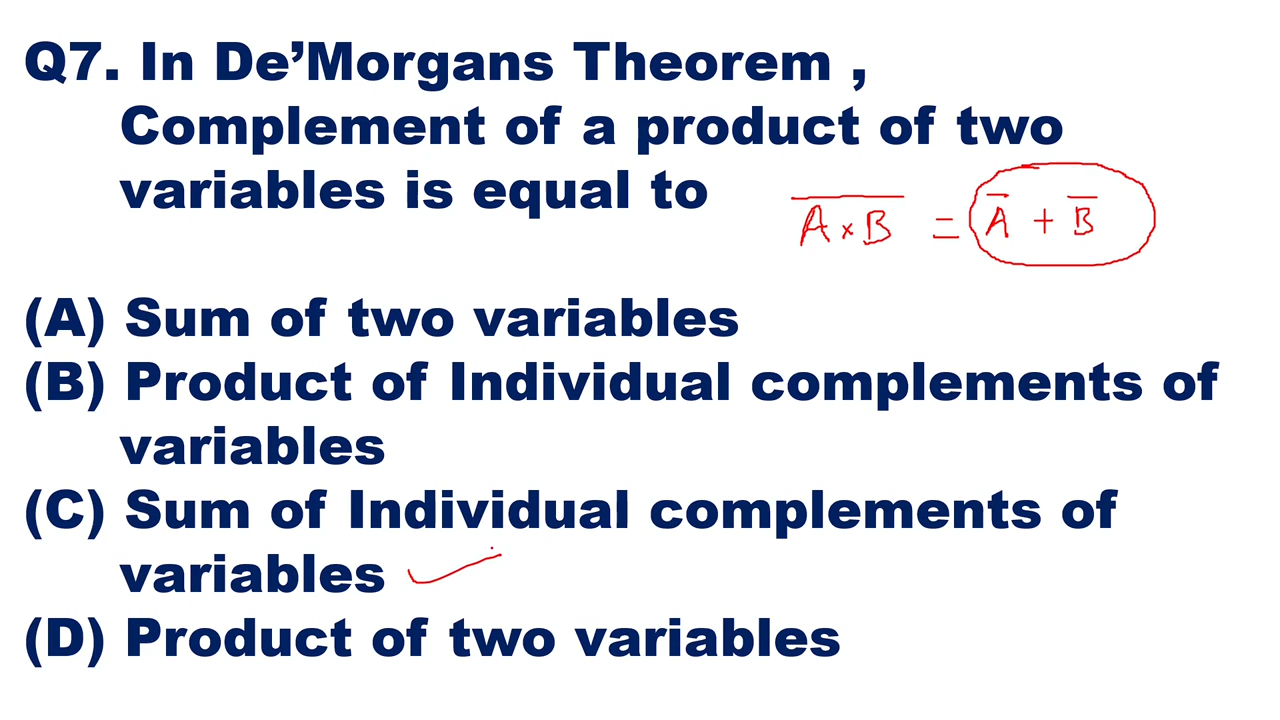 Q7. In De’Morgans Theorem ,
Complement of a product of two
variables is equal to
A̅ ̅×̅ ̅B̅ = A̅ + B̅
(A) Sum of two variables
(B) Product of Individual complements of
variables
(C) Sum of Individual complements of
variables
(D) Product of two variables